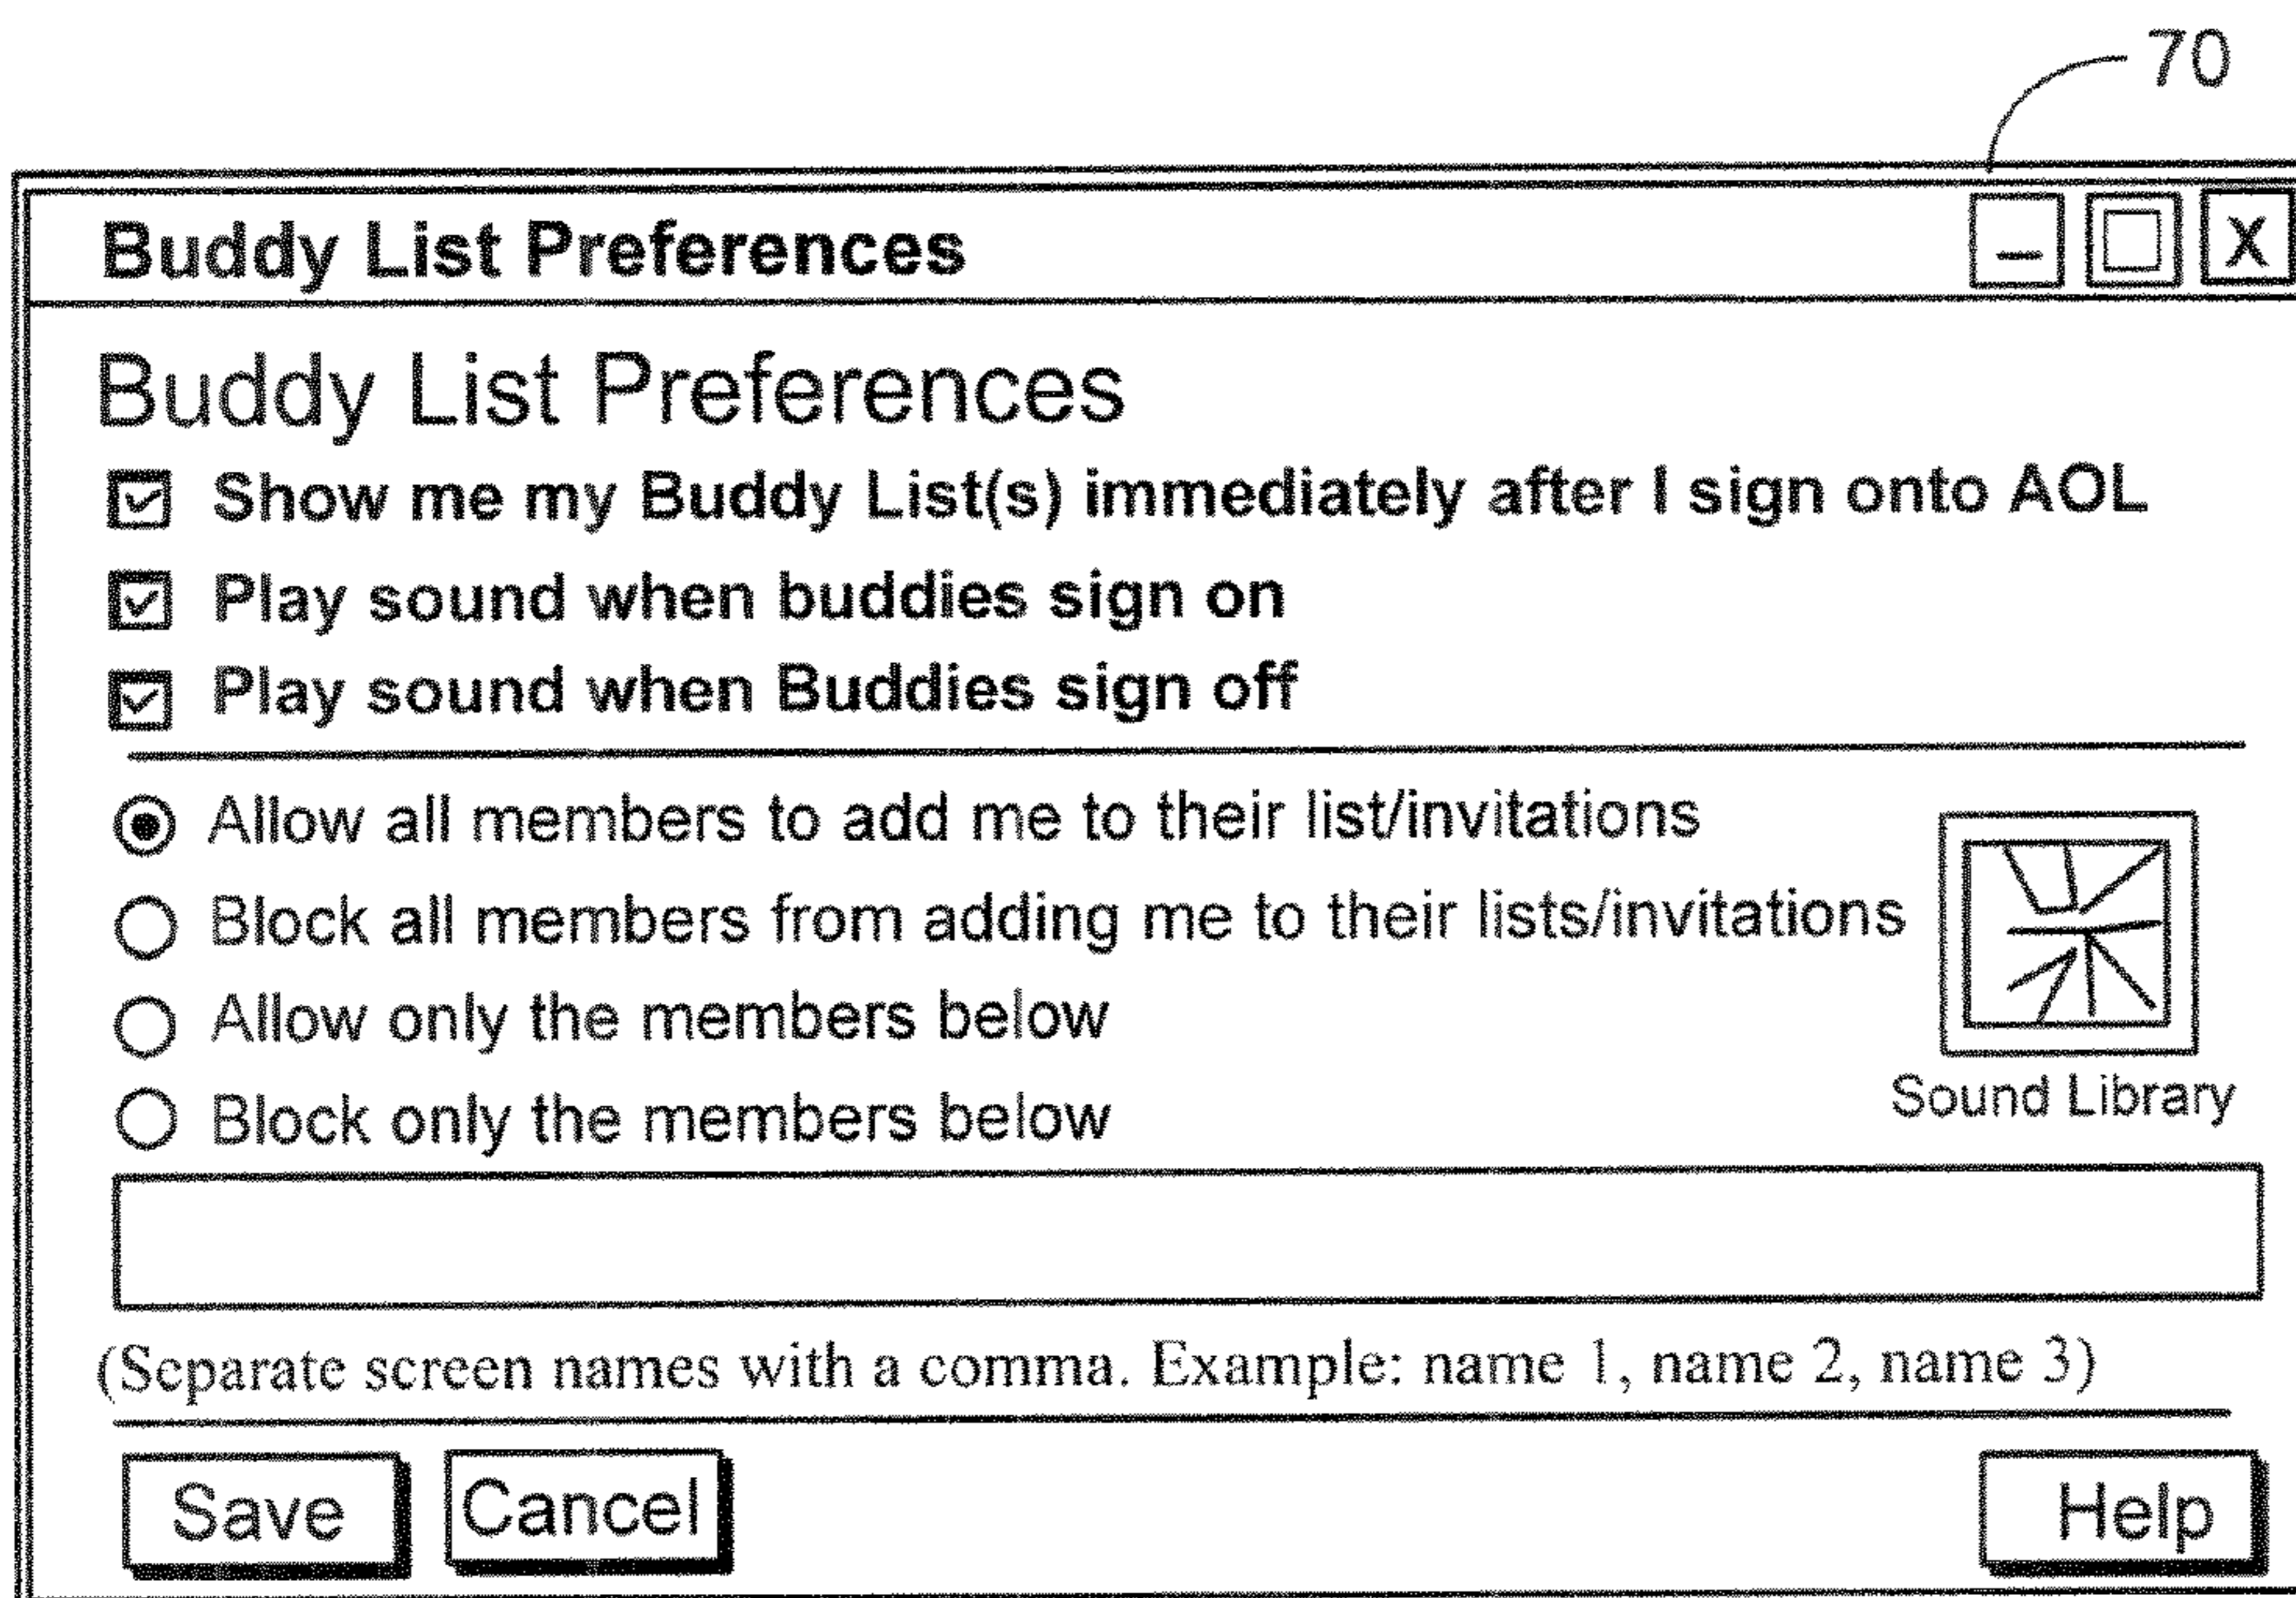 70
Buddy List Preferences
Buddy List Preferences
Show me my Buddy List(s) immediately after I sign onto AOL
Play sound when buddies sign on
Play sound when Buddies sign off
Allow all members to add me to their list/invitations
Block all members from adding me to their lists/invitations
Allow only the members below
Block only the members below
Sound Library
(Separate screen names with a comma. Example: name 1, name 2, name 3)
Save Cancel Help